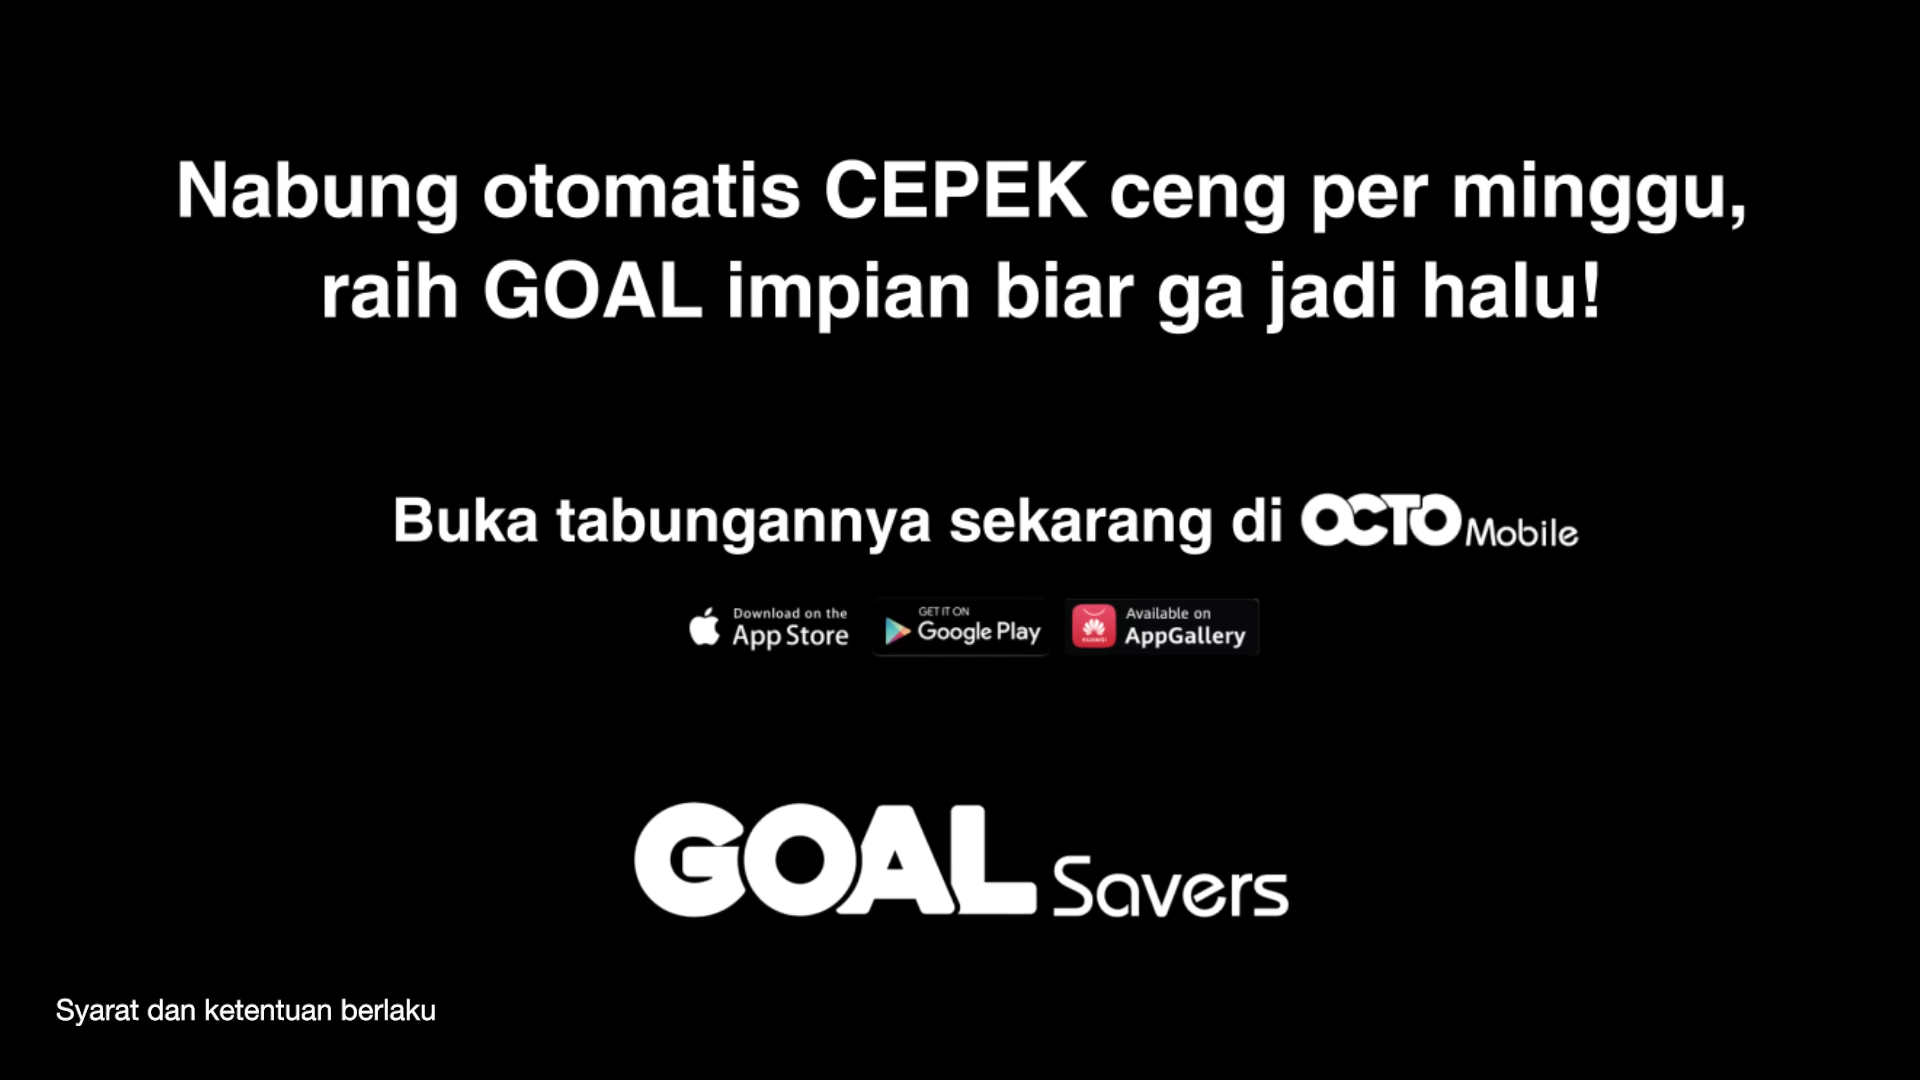 Nabung otomatis CEPEK ceng per minggu,
raih GOAL impian biar ga jadi halu!
Buka tabungannya sekarang di OCTO Mobile
Download on the App Store
GET IT ON Google Play
HUAWEI Available on AppGallery
GOAL Savers
Syarat dan ketentuan berlaku